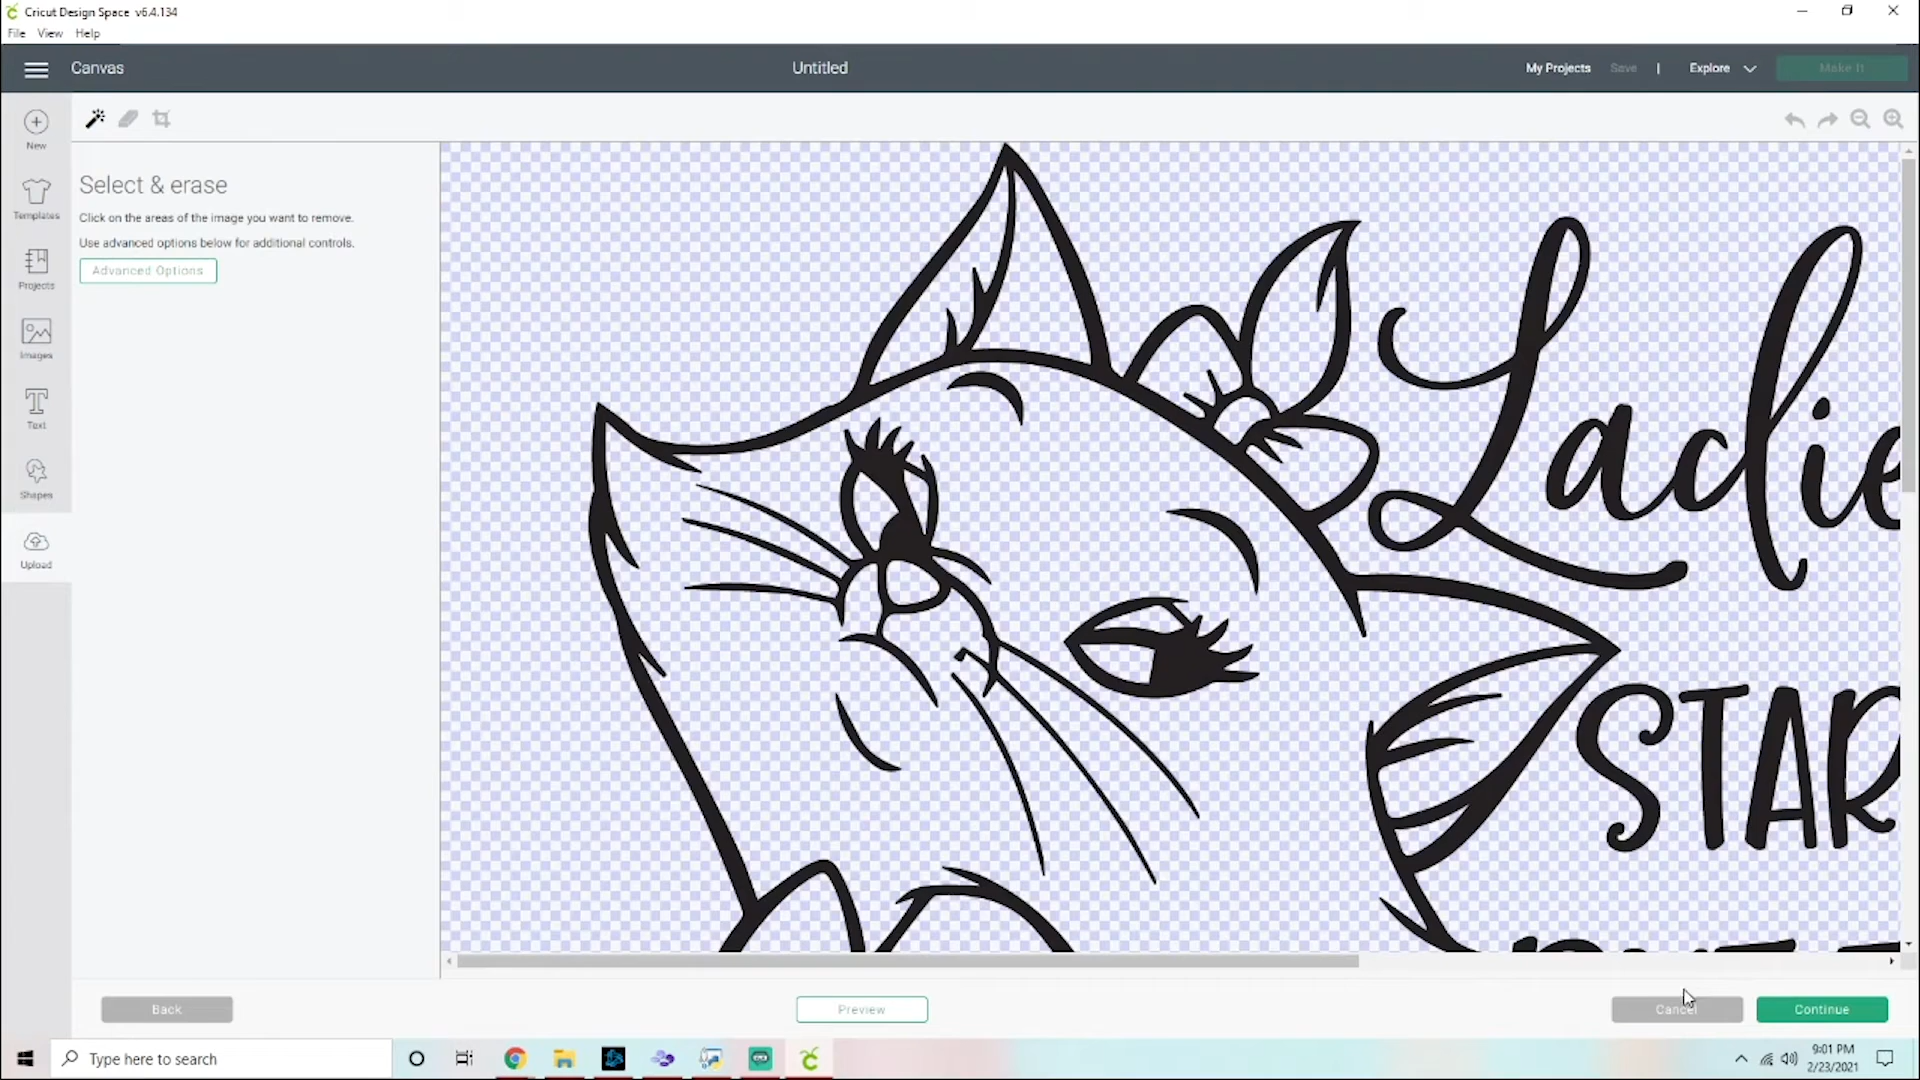 Cricut Design Space v6.4.134
File View Help
Canvas
Untitled
My Projects Save | Explore Make It
New
Templates
Projects
Images
Text
Shapes
Upload
Select & erase
Click on the areas of the image you want to remove.
Use advanced options below for additional controls.
Advanced Options
Ladie
STAR
Back
Preview
Cancel
Continue
Type here to search
9:01 PM
2/23/2021